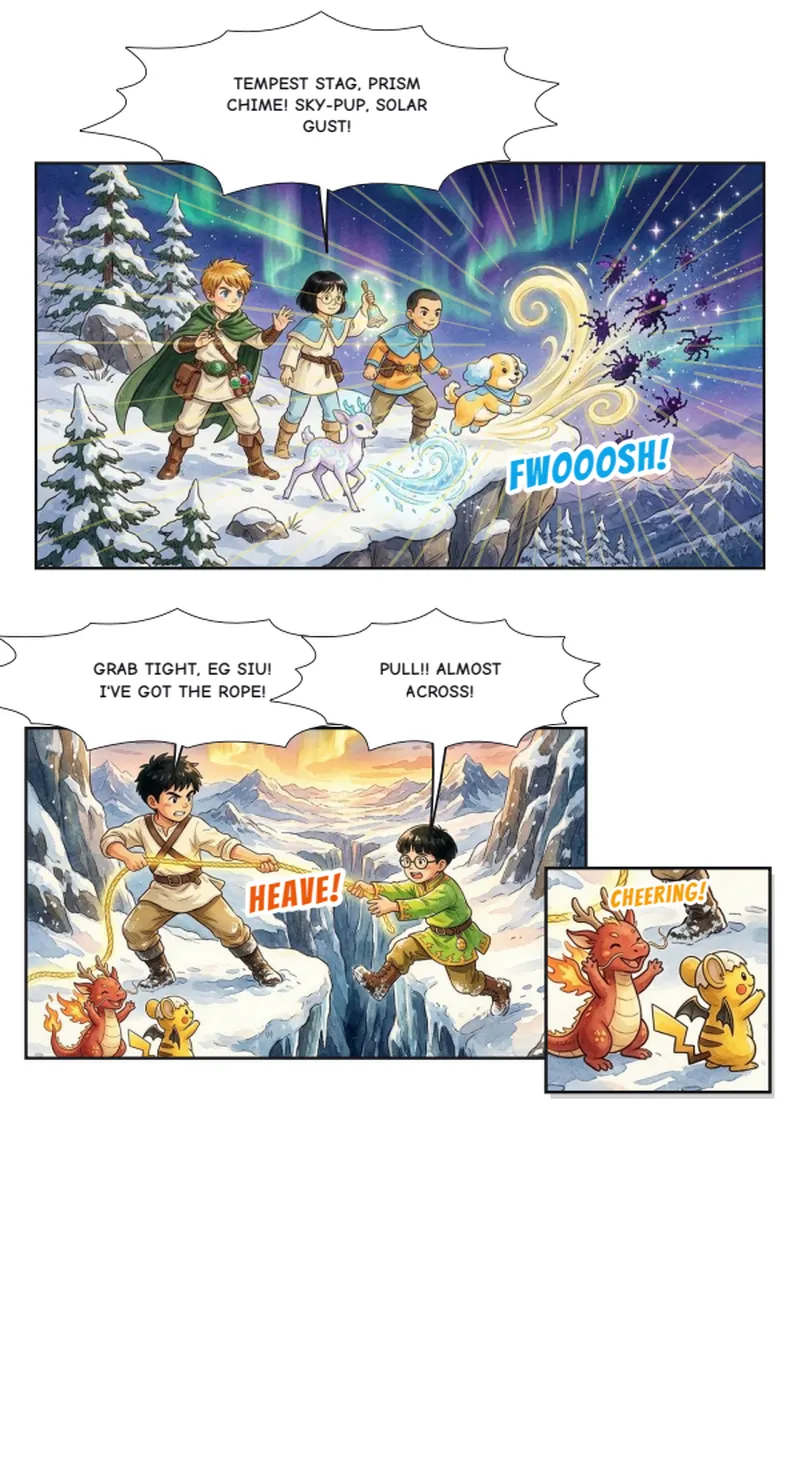 TEMPEST STAG, PRISM
CHIME! SKY-PUP, SOLAR
GUST!
FWOOOSH!
GRAB TIGHT, EG SIU!
I'VE GOT THE ROPE!
PULL!! ALMOST
ACROSS!
HEAVE!
CHEERING!